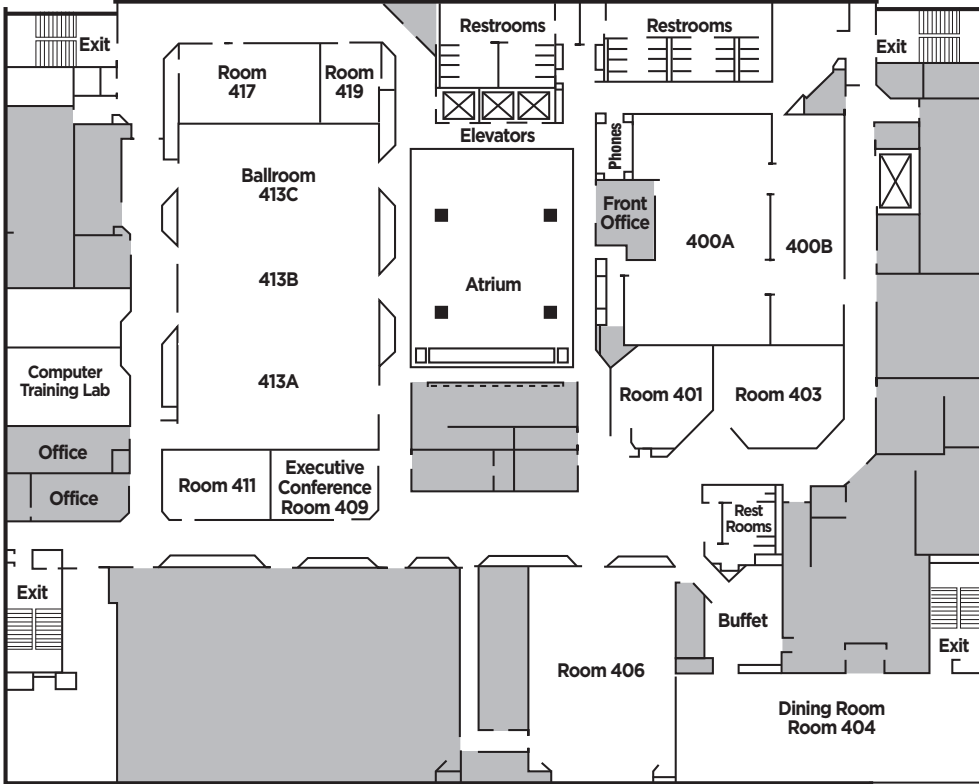 Restrooms
Restrooms
Exit
Exit
Room
417
Room
419
Elevators
Phones
Ballroom
413C
Front
Office
400A
400B
413B
Atrium
Computer
Training Lab
413A
Room 401
Room 403
Office
Office
Room 411
Executive
Conference
Room 409
Rest
Rooms
Exit
Buffet
Exit
Room 406
Dining Room
Room 404